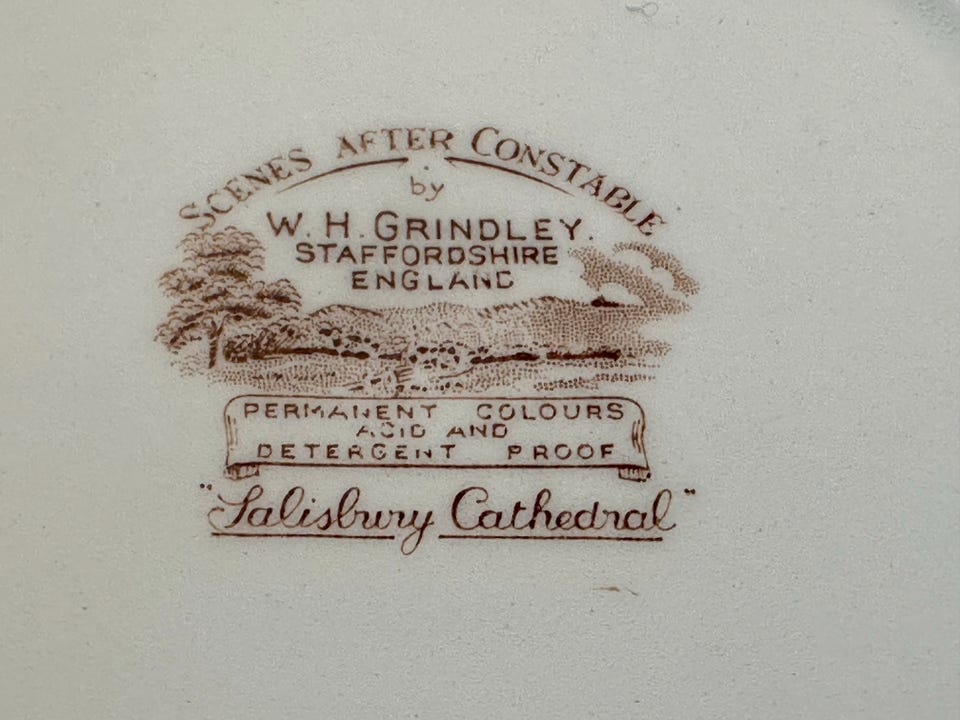 SCENES AFTER CONSTABLE
by
W. H. GRINDLEY.
STAFFORDSHIRE
ENGLAND
PERMANENT COLOURS
ACID AND
DETERGENT PROOF
"Salisbury Cathedral"